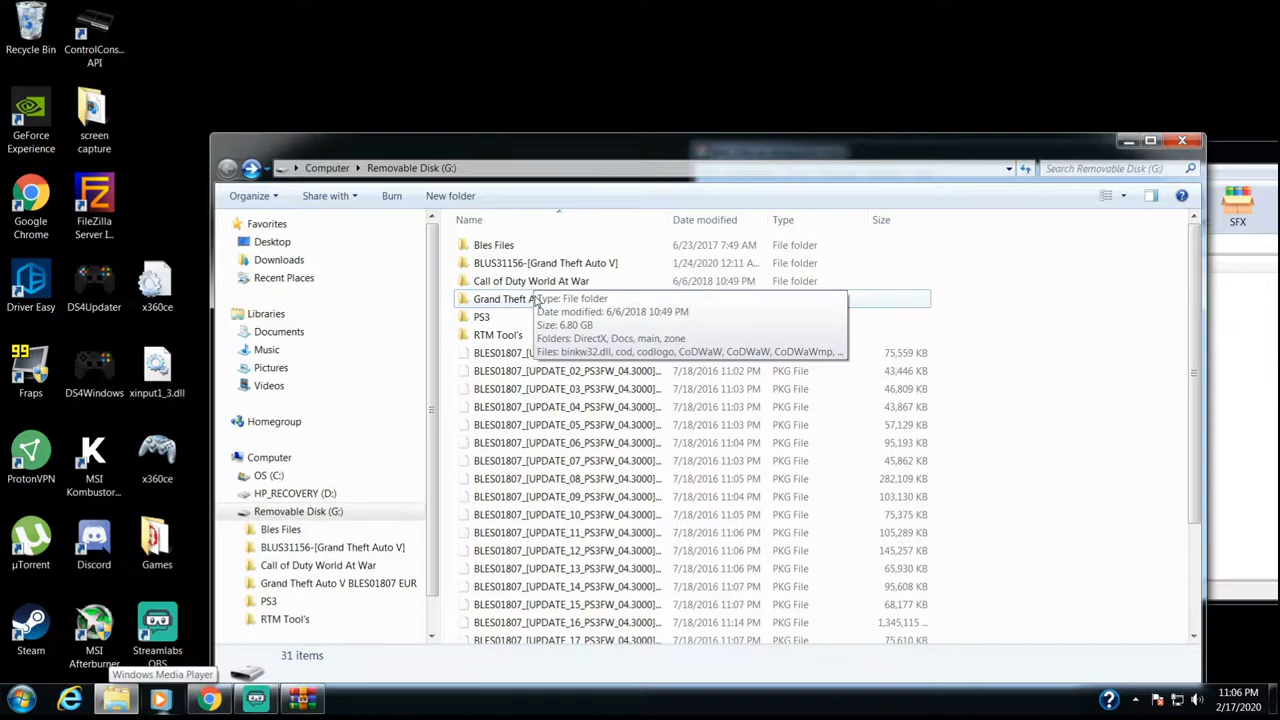 Recycle Bin
ControlCons... API
GeForce Experience
screen capture
Google Chrome
FileZilla Server I...
Driver Easy
DS4Updater
x360ce
99
Fraps
DS4Windows
xinput1_3.dll
ProtonVPN
MSI Kombustor...
x360ce
µTorrent
Discord
Games
Steam
MSI Afterburner
Streamlabs OBS
Windows Media Player
Computer
Removable Disk (G:)
Search Removable Disk (G:)
Organize
Share with
Burn
New folder
Favorites
Desktop
Downloads
Recent Places
Libraries
Documents
Music
Pictures
Videos
Homegroup
Computer
OS (C:)
HP_RECOVERY (D:)
Removable Disk (G:)
Bles Files
BLUS31156-[Grand Theft Auto V]
Call of Duty World At War
Grand Theft Auto V BLES01807 EUR
PS3
RTM Tool's
Name Date modified Type Size
Bles Files 6/23/2017 7:49 AM File folder
BLUS31156-[Grand Theft Auto V] 1/24/2020 12:11 A... File folder
Call of Duty World At War 6/6/2018 10:49 PM File folder
Grand Theft A
PS3
RTM Tool's
Type: File folder
Date modified: 6/6/2018 10:49 PM
Size: 6.80 GB
Folders: DirectX, Docs, main, zone
Files: binkw32.dll, cod, codlogo, CoDWaW, CoDWaW, CoDWaWmp, ...
75,559 KB
BLES01807_[UPDATE_02_PS3FW_04.3000]... 7/18/2016 11:02 PM PKG File 43,446 KB
BLES01807_[UPDATE_03_PS3FW_04.3000]... 7/18/2016 11:03 PM PKG File 46,809 KB
BLES01807_[UPDATE_04_PS3FW_04.3000]... 7/18/2016 11:03 PM PKG File 43,867 KB
BLES01807_[UPDATE_05_PS3FW_04.3000]... 7/18/2016 11:03 PM PKG File 57,129 KB
BLES01807_[UPDATE_06_PS3FW_04.3000]... 7/18/2016 11:04 PM PKG File 95,193 KB
BLES01807_[UPDATE_07_PS3FW_04.3000]... 7/18/2016 11:03 PM PKG File 45,862 KB
BLES01807_[UPDATE_08_PS3FW_04.3000]... 7/18/2016 11:05 PM PKG File 282,109 KB
BLES01807_[UPDATE_09_PS3FW_04.3000]... 7/18/2016 11:04 PM PKG File 103,130 KB
BLES01807_[UPDATE_10_PS3FW_04.3000]... 7/18/2016 11:05 PM PKG File 75,375 KB
BLES01807_[UPDATE_11_PS3FW_04.3000]... 7/18/2016 11:06 PM PKG File 105,289 KB
BLES01807_[UPDATE_12_PS3FW_04.3000]... 7/18/2016 11:06 PM PKG File 145,257 KB
BLES01807_[UPDATE_13_PS3FW_04.3000]... 7/18/2016 11:06 PM PKG File 65,930 KB
BLES01807_[UPDATE_14_PS3FW_04.3000]... 7/18/2016 11:07 PM PKG File 95,608 KB
BLES01807_[UPDATE_15_PS3FW_04.3000]... 7/18/2016 11:07 PM PKG File 68,177 KB
BLES01807_[UPDATE_16_PS3FW_04.3000]... 7/18/2016 11:14 PM PKG File 1,345,115 ...
BLES01807_[UPDATE_17_PS3FW_04.3000]... 7/18/2016 11:07 PM PKG File 75,610 KB
31 items
SFX
11:06 PM
2/17/2020